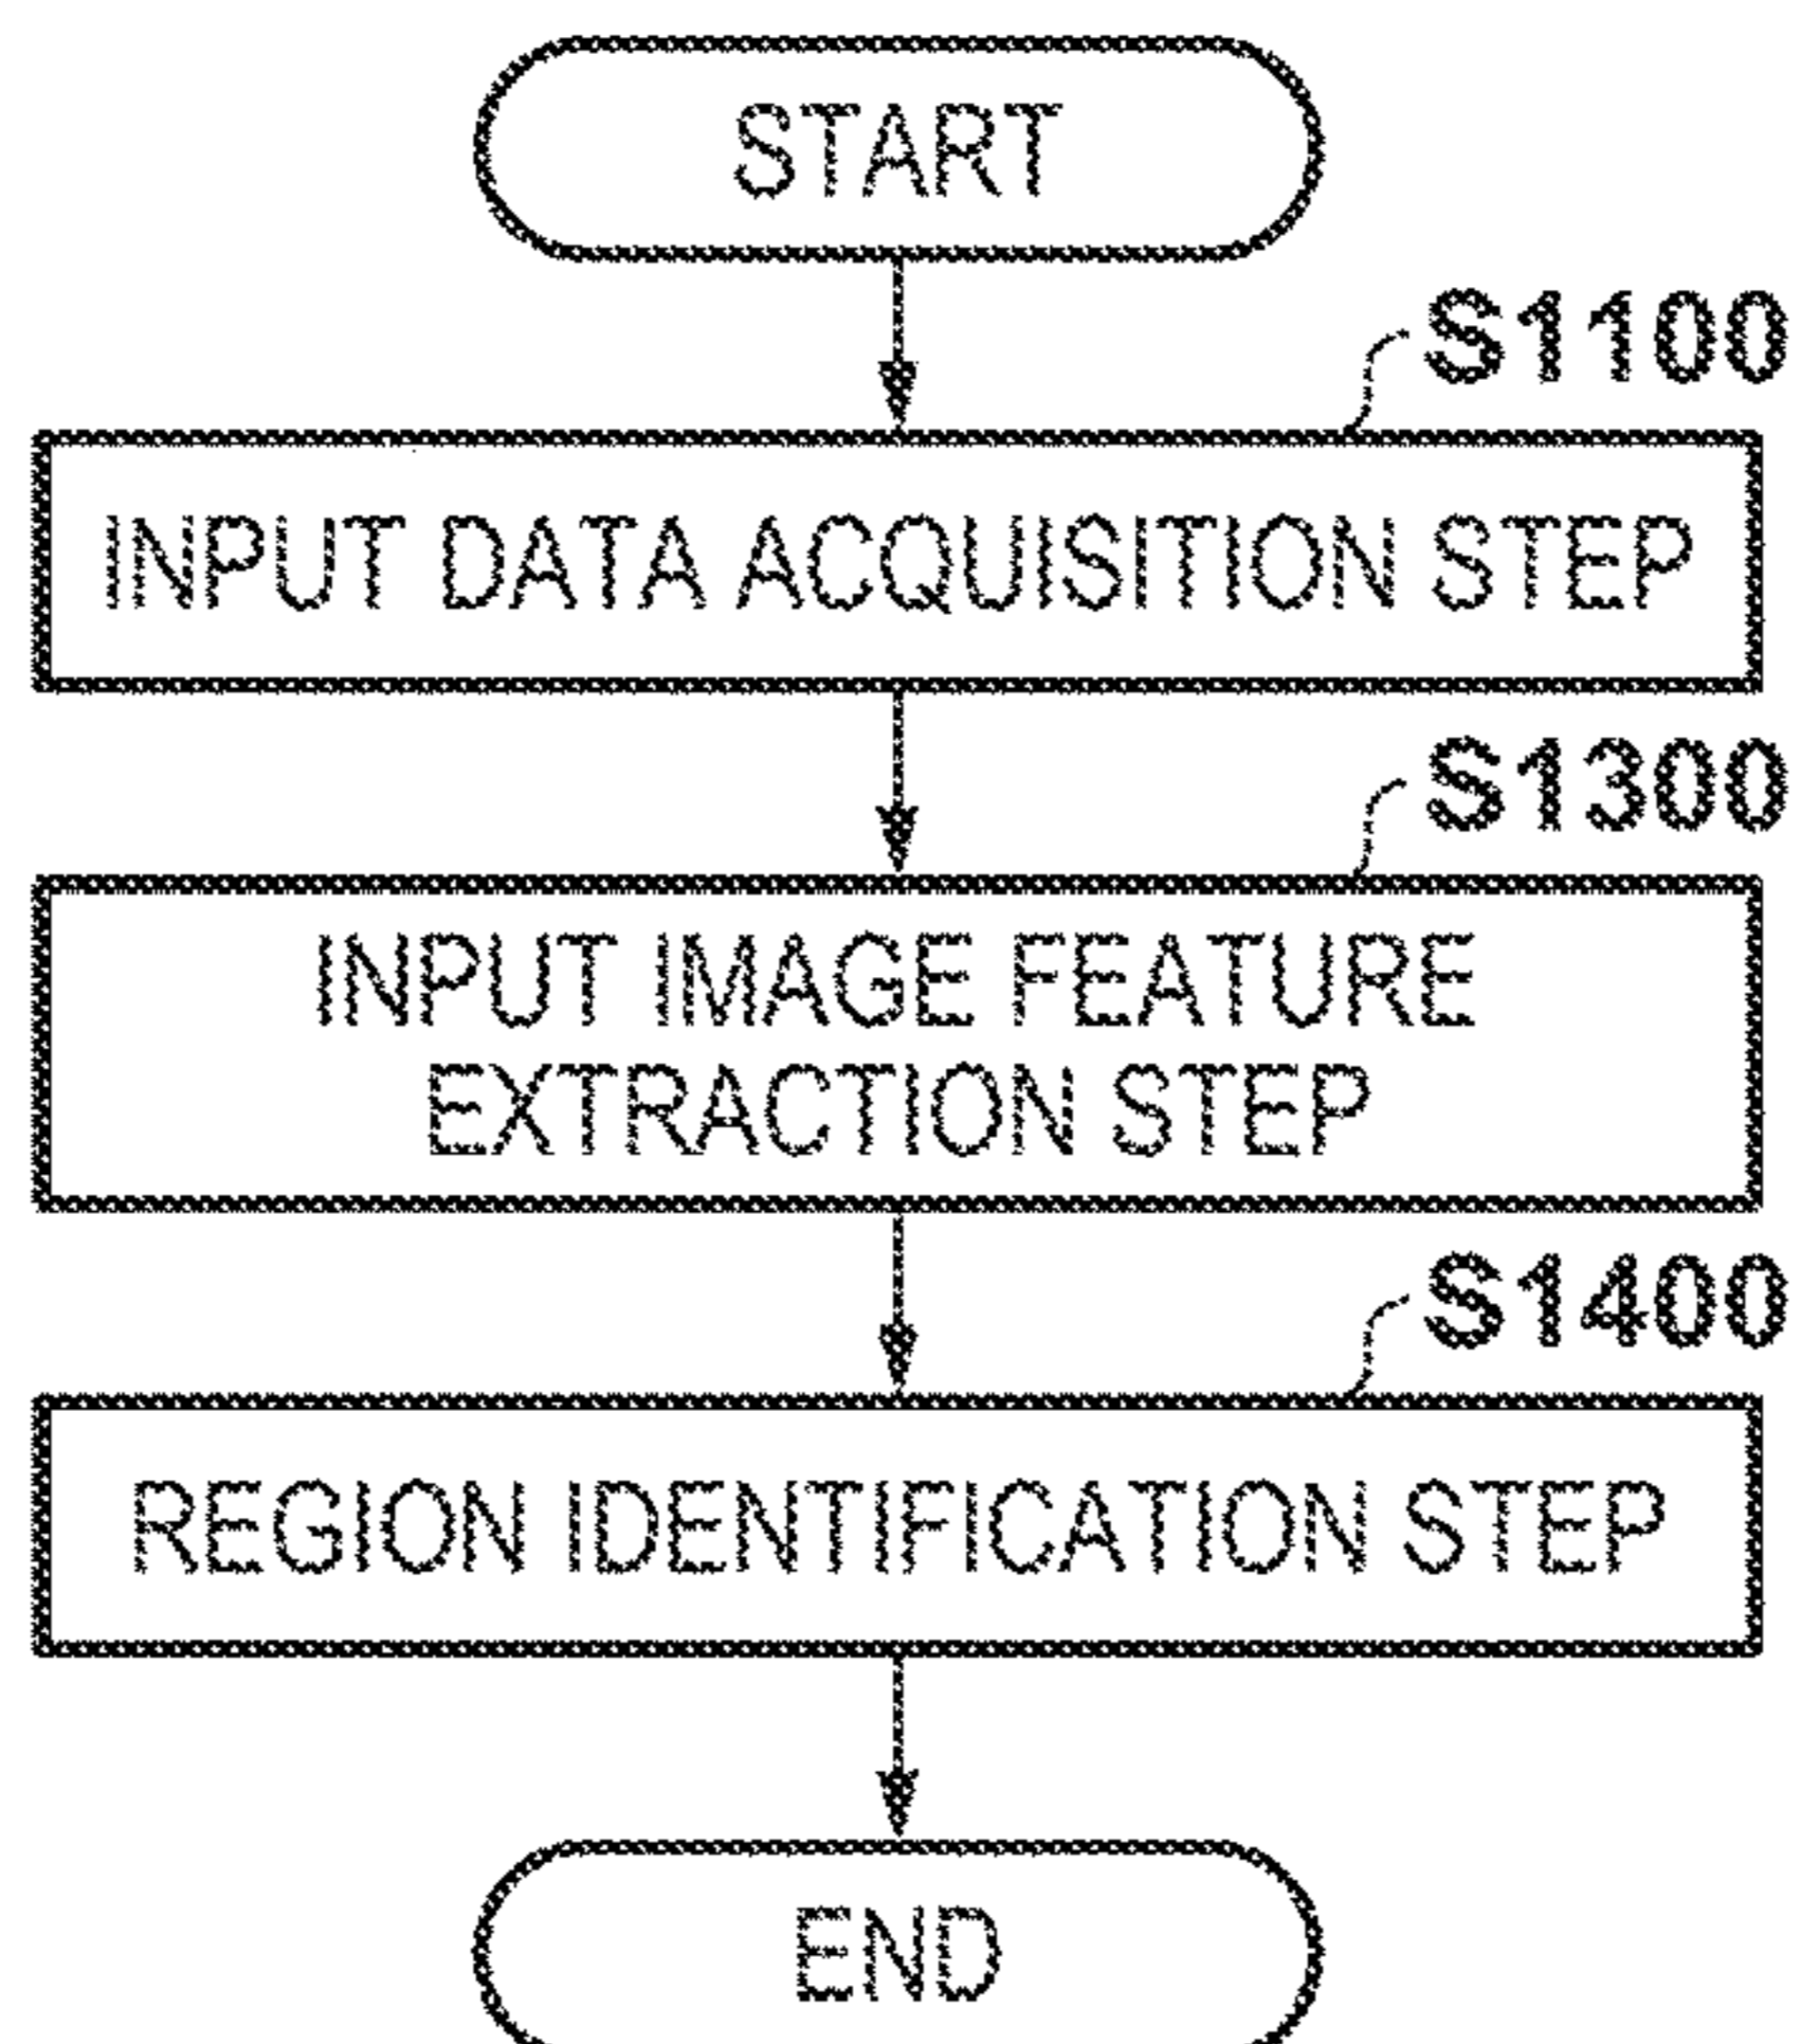 START
S1100
INPUT DATA ACQUISITION STEP
S1300
INPUT IMAGE FEATURE
EXTRACTION STEP
S1400
REGION IDENTIFICATION STEP
END